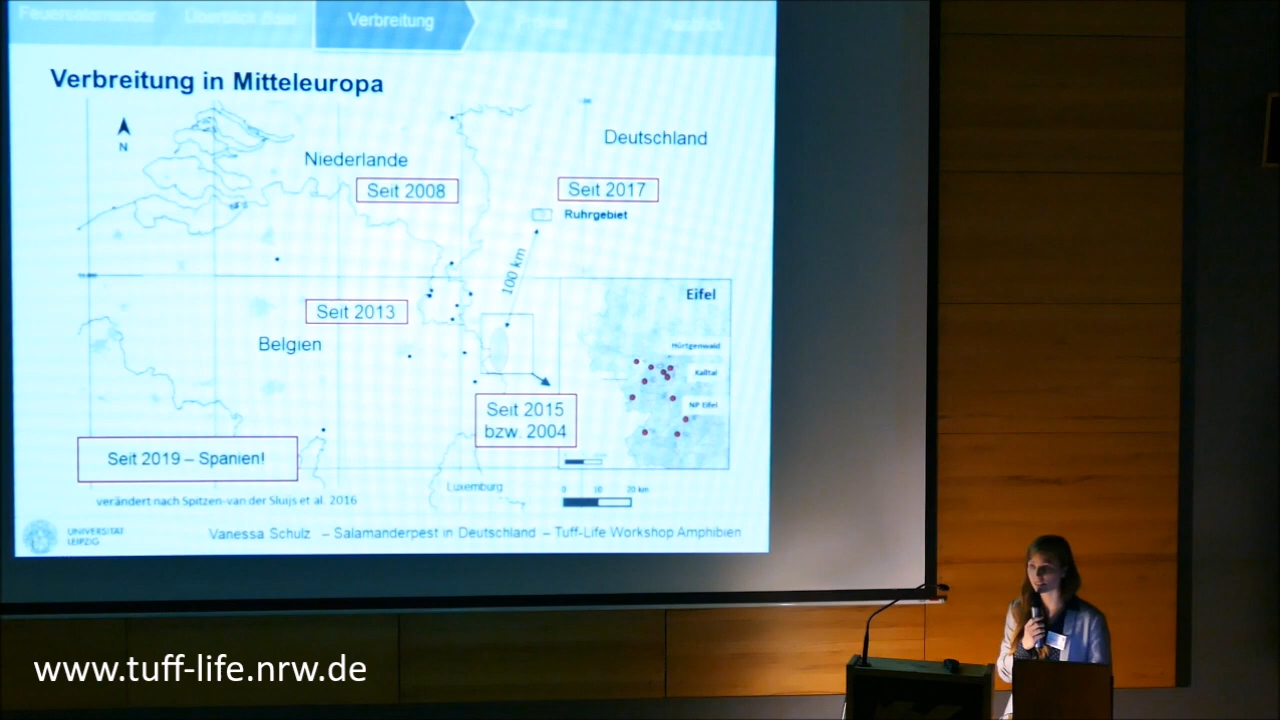 Feuersalamander Überblick Bsal Verbreitung
Verbreitung in Mitteleuropa
N
Niederlande
Deutschland
Seit 2008
Seit 2017
Ruhrgebiet
100 km
Eifel
Seit 2013
Belgien
Hürtgenwald
Kalltal
NP Eifel
Seit 2015
bzw. 2004
Seit 2019 – Spanien!
Luxemburg
0 10 20 km
verändert nach Spitzen-van der Sluijs et al. 2016
UNIVERSITÄT
LEIPZIG
Vanessa Schulz – Salamanderpest in Deutschland – Tuff-Life Workshop Amphibien
www.tuff-life.nrw.de